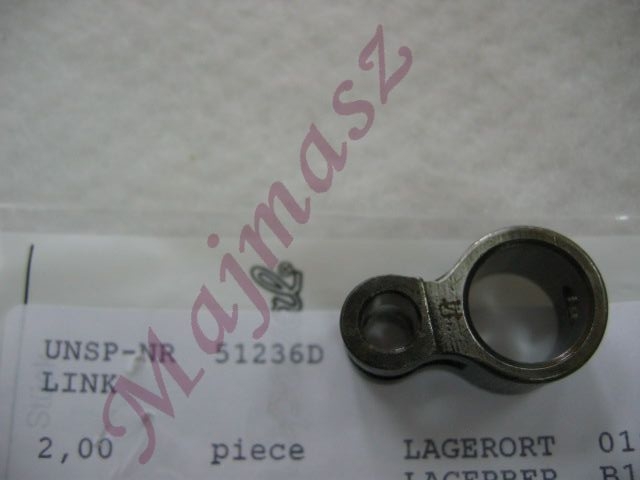 Majmasz
UNSP-NR 51236D
LINK
2,00 piece LAGERORT 01